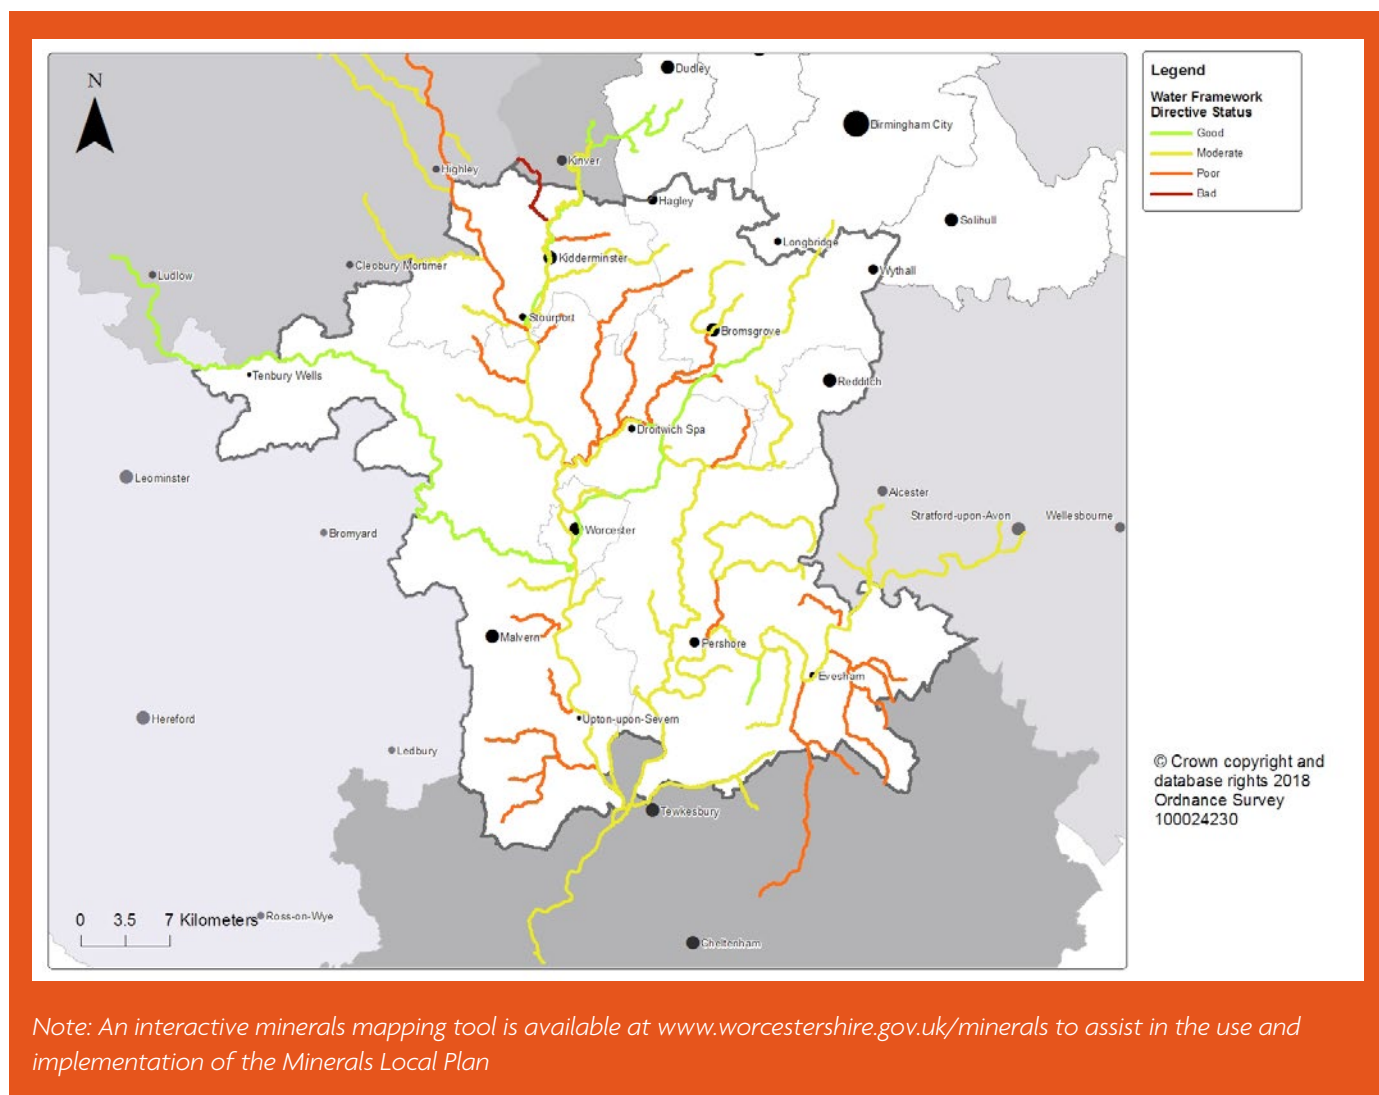 N
Dudley
Birmingham City
Kinver
Highley
Hagley
Solihull
Longbridge
Kidderminster
Cleobury Mortimer
Wythall
Ludlow
Stourport
Bromsgrove
Tenbury Wells
Redditch
Droitwich Spa
Leominster
Alcester
Stratford-upon-Avon
Wellesbourne
Bromyard
Worcester
Malvern
Pershore
Evesham
Hereford
Upton-upon-Severn
Ledbury
Tewkesbury
Ross-on-Wye
Cheltenham
0 3.5 7 Kilometers
Legend
Water Framework
Directive Status
Good
Moderate
Poor
Bad
© Crown copyright and
database rights 2018
Ordnance Survey
100024230
Note: An interactive minerals mapping tool is available at www.worcestershire.gov.uk/minerals to assist in the use and
implementation of the Minerals Local Plan